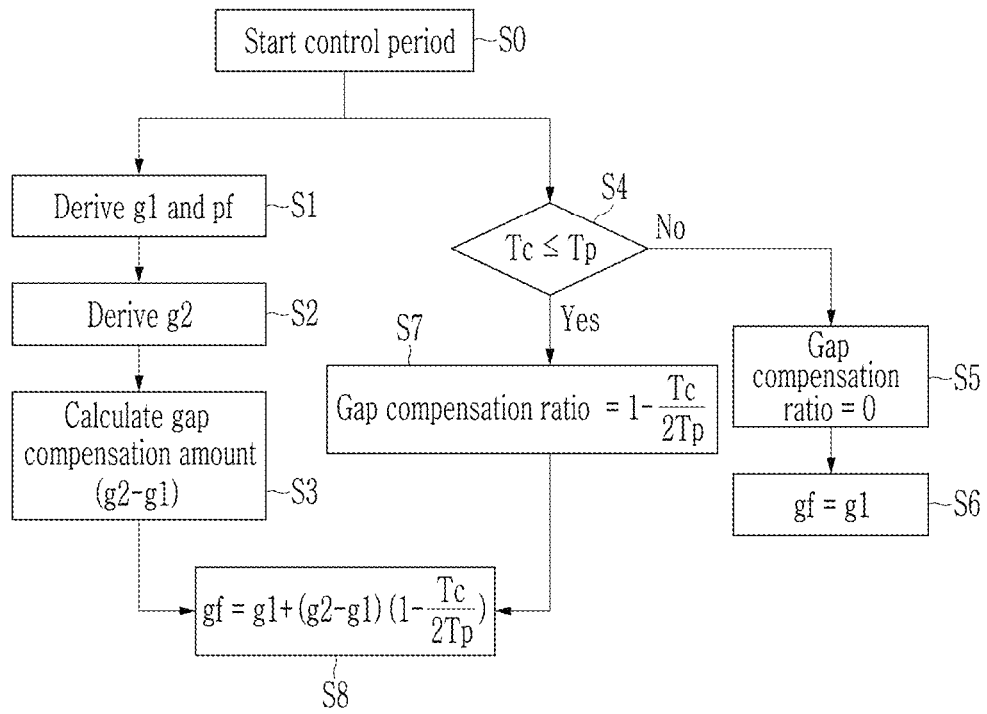 Start control period
S0
Derive g1 and pf
S1
Derive g2
S2
Calculate gap
compensation amount
(g2-g1)
S3
S4
Tc ≤ Tp
No
Yes
S7
Gap compensation ratio = 1-Tc/2Tp
Gap
compensation
ratio = 0
S5
gf = g1
S6
gf = g1+(g2-g1) (1-Tc/2Tp)
S8